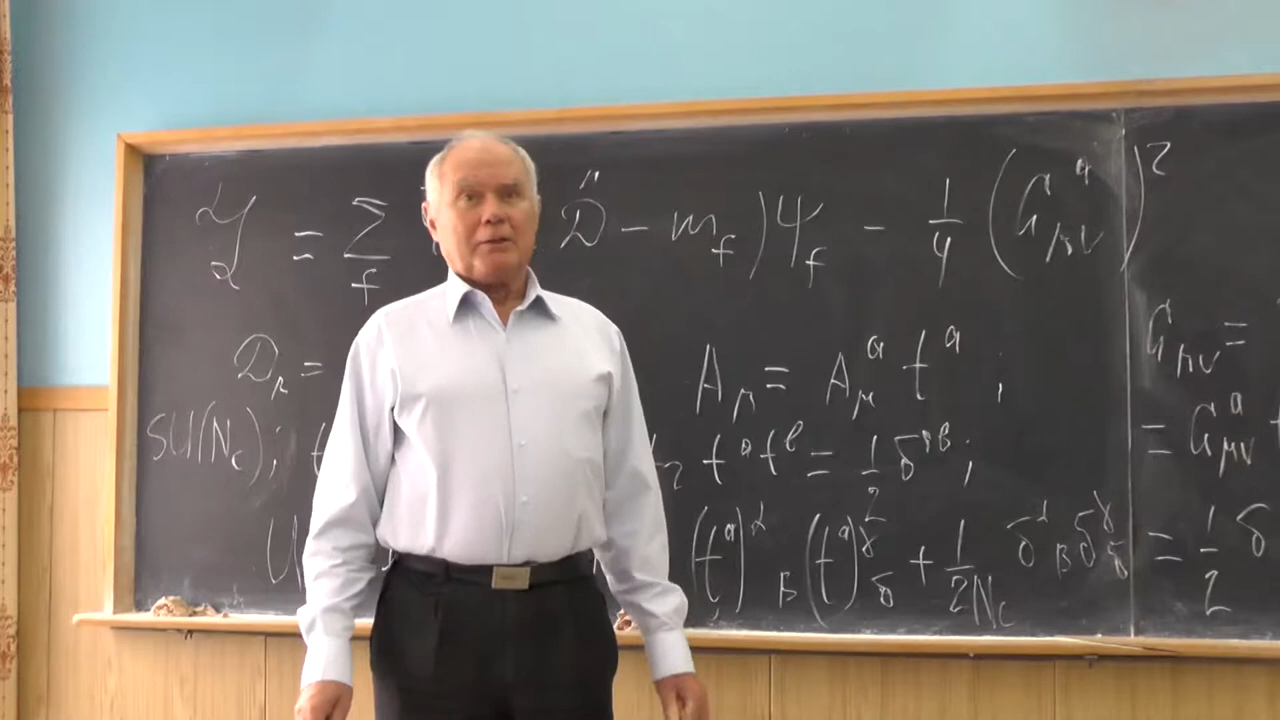 ℒ = Σ_f D̂ − m_f) Ψ_f − 1/4 (G^a_μν)^2
D_μ = A_μ = A^a_μ t^a ; G_μν =
SU(N_c); t t^a t^b = 1/2 δ^ab; = G^a_μν
(t^a)^α_β (t^a)^γ_δ + 1/2N_c δ^α_β δ^γ_δ = 1/2 δ